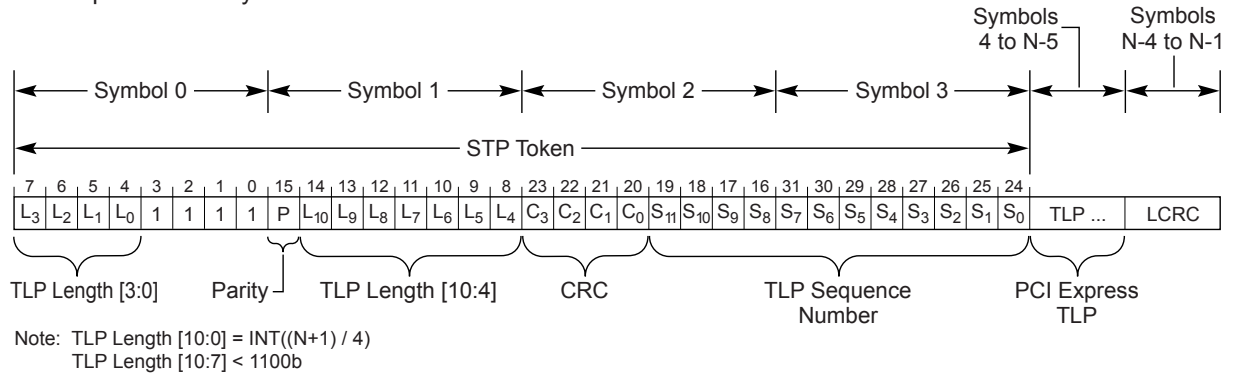 Symbols
4 to N-5
Symbols
N-4 to N-1
Symbol 0
Symbol 1
Symbol 2
Symbol 3
STP Token
7 6 5 4 3 2 1 0 15 14 13 12 11 10 9 8 23 22 21 20 19 18 17 16 31 30 29 28 27 26 25 24
L3 L2 L1 L0 1 1 1 1 P L10 L9 L8 L7 L6 L5 L4 C3 C2 C1 C0 S11 S10 S9 S8 S7 S6 S5 S4 S3 S2 S1 S0 TLP ... LCRC
TLP Length [3:0]
Parity
TLP Length [10:4]
CRC
TLP Sequence
Number
PCI Express
TLP
Note: TLP Length [10:0] = INT((N+1) / 4)
TLP Length [10:7] < 1100b